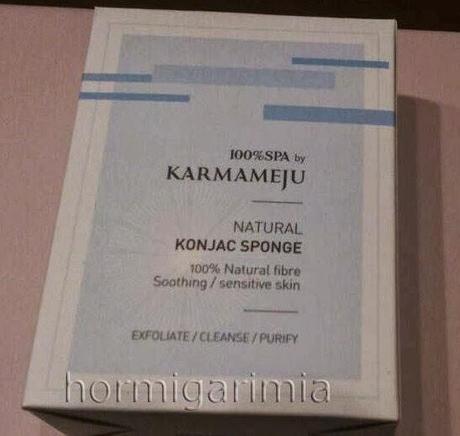 100%SPA by
KARMAMEJU
NATURAL
KONJAC SPONGE
100% Natural fibre
Soothing / sensitive skin
EXFOLIATE / CLEANSE / PURIFY
hormigarimia